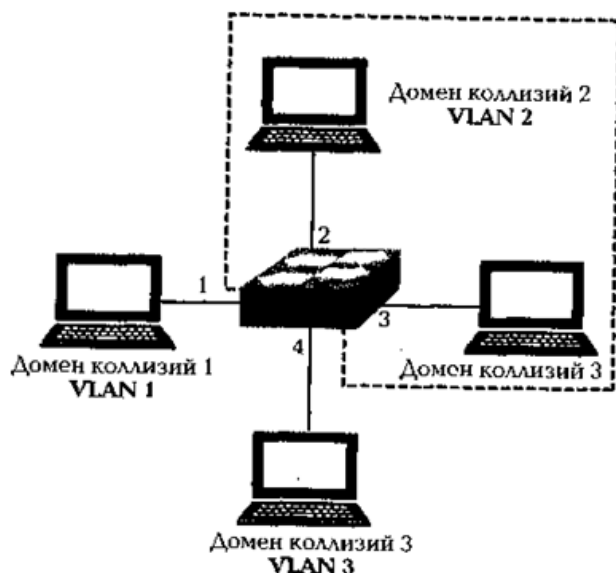 Домен коллизий 2
VLAN 2
2
1
3
4
Домен коллизий 1
VLAN 1
Домен коллизий 3
Домен коллизий 3
VLAN 3